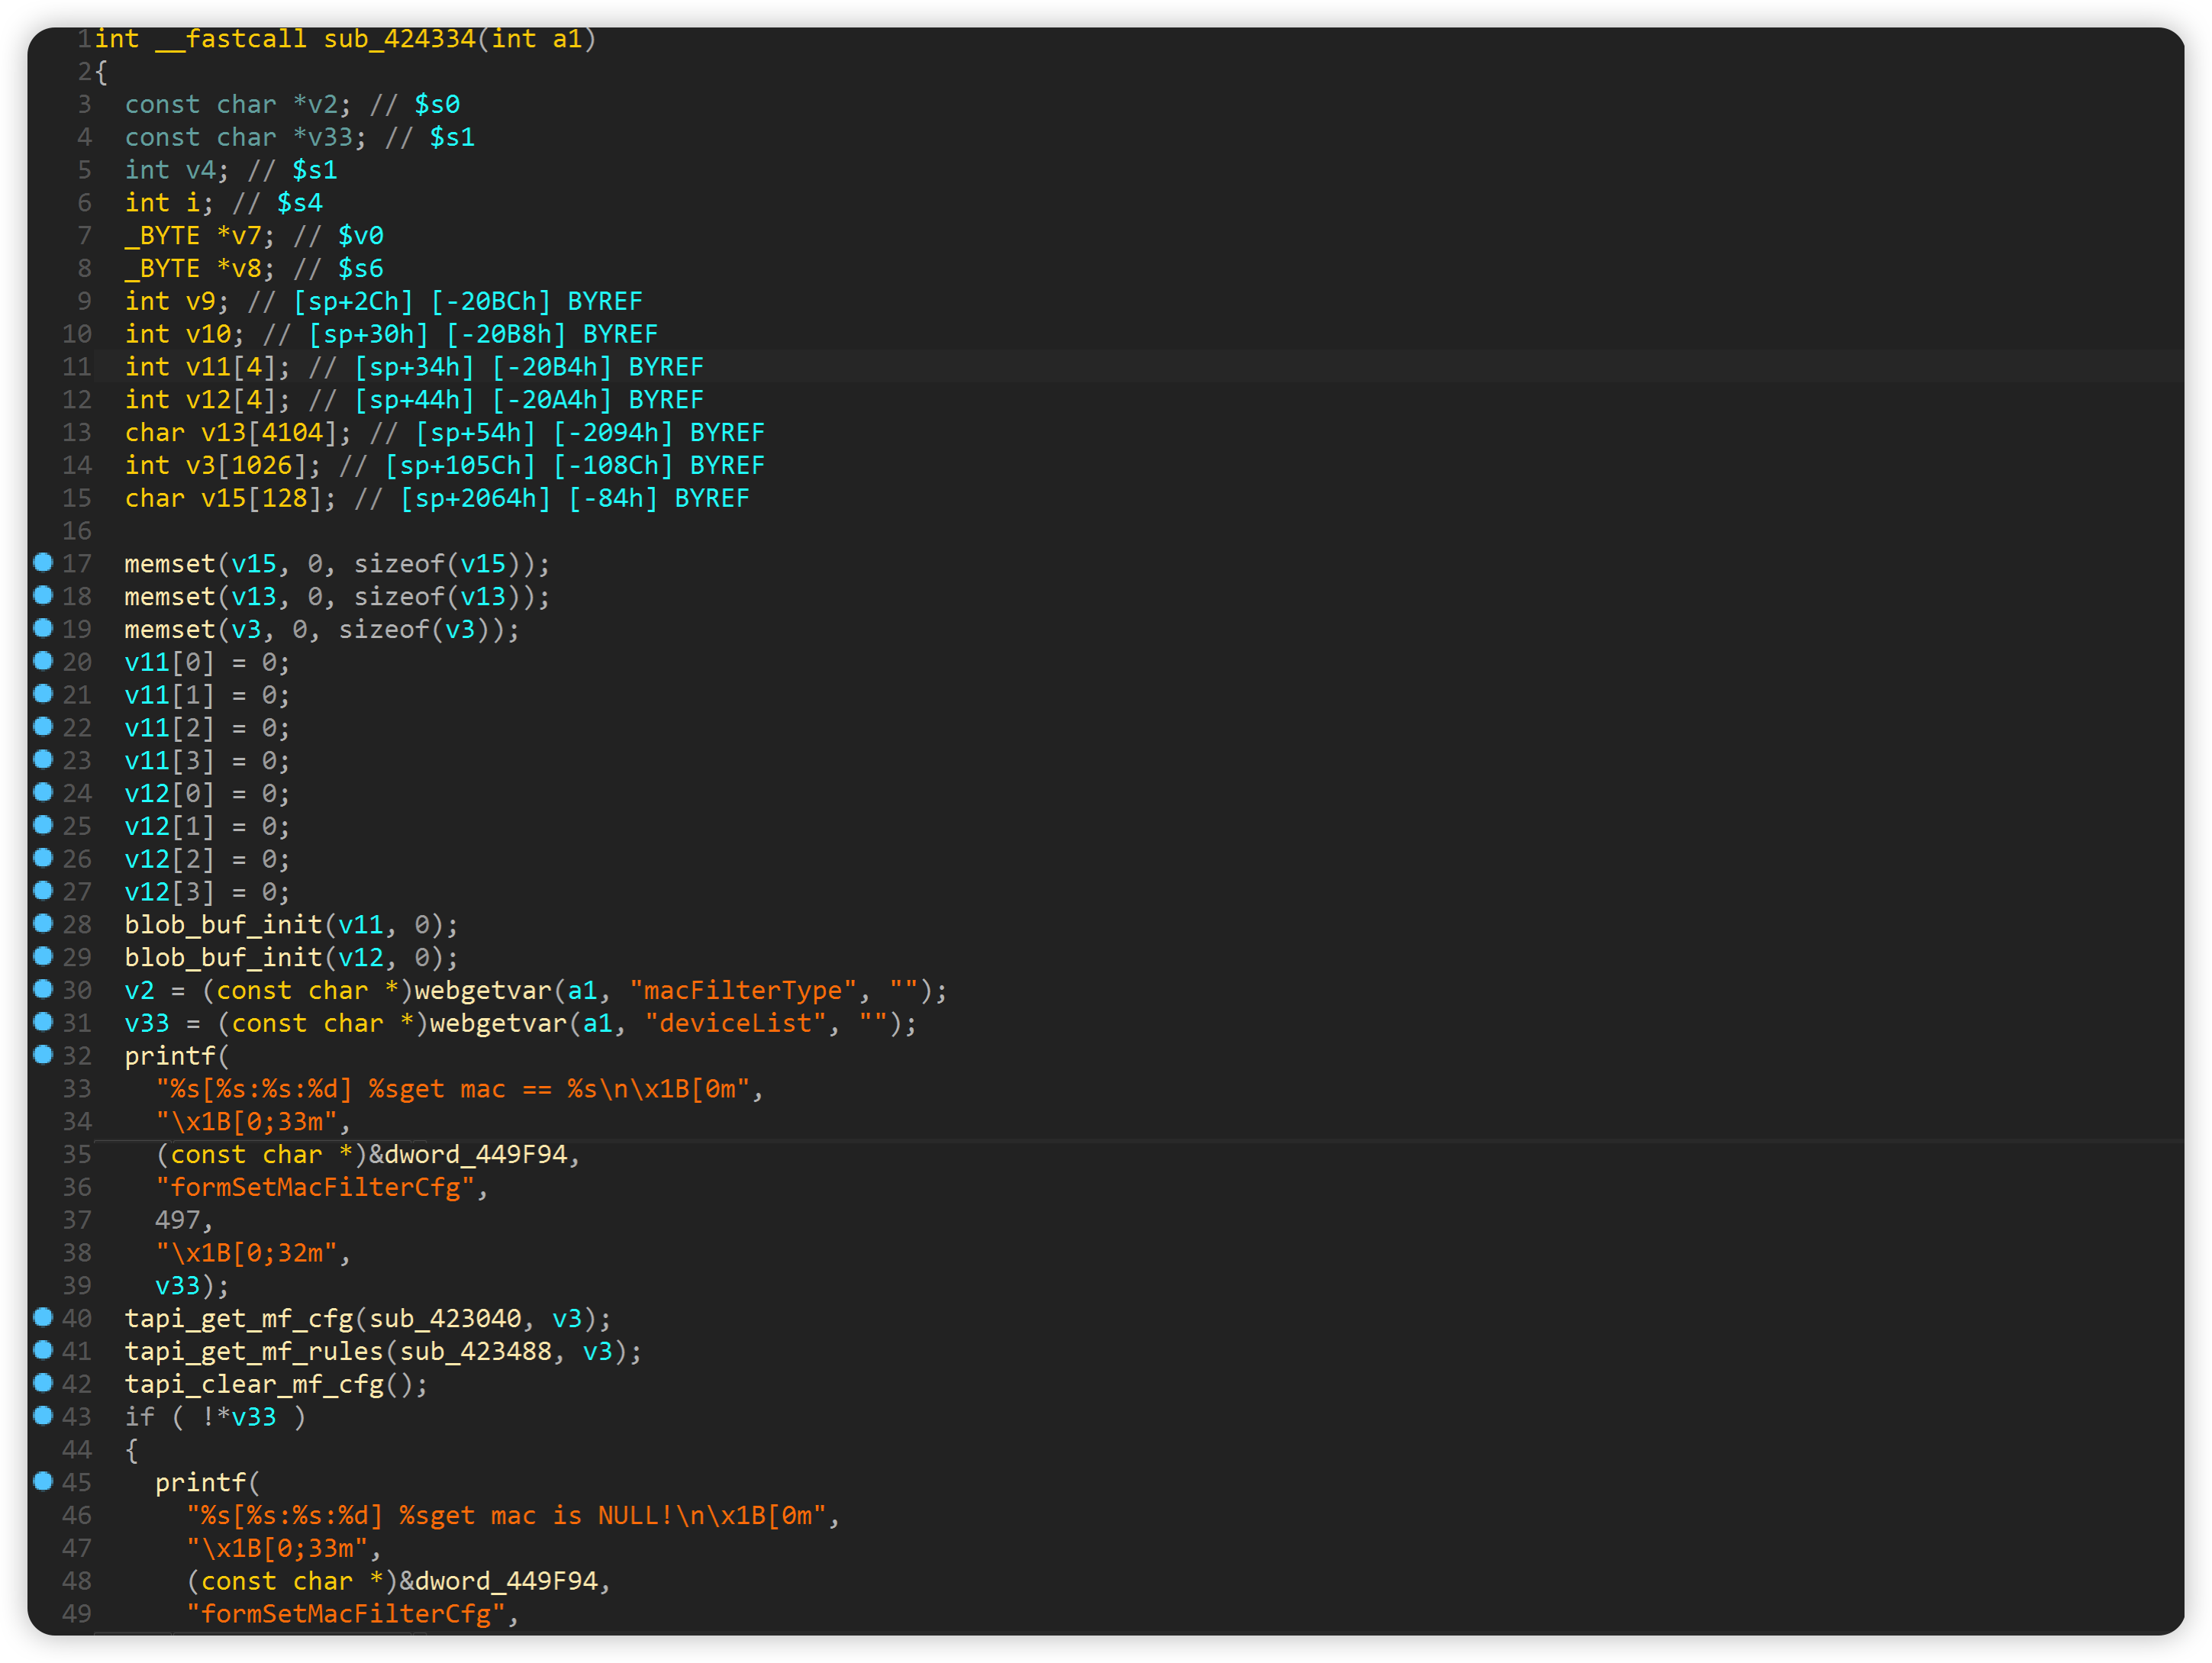 1 int __fastcall sub_424334(int a1)
2 {
3   const char *v2; // $s0
4   const char *v33; // $s1
5   int v4; // $s1
6   int i; // $s4
7   _BYTE *v7; // $v0
8   _BYTE *v8; // $s6
9   int v9; // [sp+2Ch] [-20BCh] BYREF
10   int v10; // [sp+30h] [-20B8h] BYREF
11   int v11[4]; // [sp+34h] [-20B4h] BYREF
12   int v12[4]; // [sp+44h] [-20A4h] BYREF
13   char v13[4104]; // [sp+54h] [-2094h] BYREF
14   int v3[1026]; // [sp+105Ch] [-108Ch] BYREF
15   char v15[128]; // [sp+2064h] [-84h] BYREF
16
17   memset(v15, 0, sizeof(v15));
18   memset(v13, 0, sizeof(v13));
19   memset(v3, 0, sizeof(v3));
20   v11[0] = 0;
21   v11[1] = 0;
22   v11[2] = 0;
23   v11[3] = 0;
24   v12[0] = 0;
25   v12[1] = 0;
26   v12[2] = 0;
27   v12[3] = 0;
28   blob_buf_init(v11, 0);
29   blob_buf_init(v12, 0);
30   v2 = (const char *)webgetvar(a1, "macFilterType", "");
31   v33 = (const char *)webgetvar(a1, "deviceList", "");
32   printf(
33     "%s[%s:%s:%d] %sget mac == %s\n\x1B[0m",
34     "\x1B[0;33m",
35     (const char *)&dword_449F94,
36     "formSetMacFilterCfg",
37     497,
38     "\x1B[0;32m",
39     v33);
40   tapi_get_mf_cfg(sub_423040, v3);
41   tapi_get_mf_rules(sub_423488, v3);
42   tapi_clear_mf_cfg();
43   if ( !*v33 )
44   {
45     printf(
46       "%s[%s:%s:%d] %sget mac is NULL!\n\x1B[0m",
47       "\x1B[0;33m",
48       (const char *)&dword_449F94,
49       "formSetMacFilterCfg",